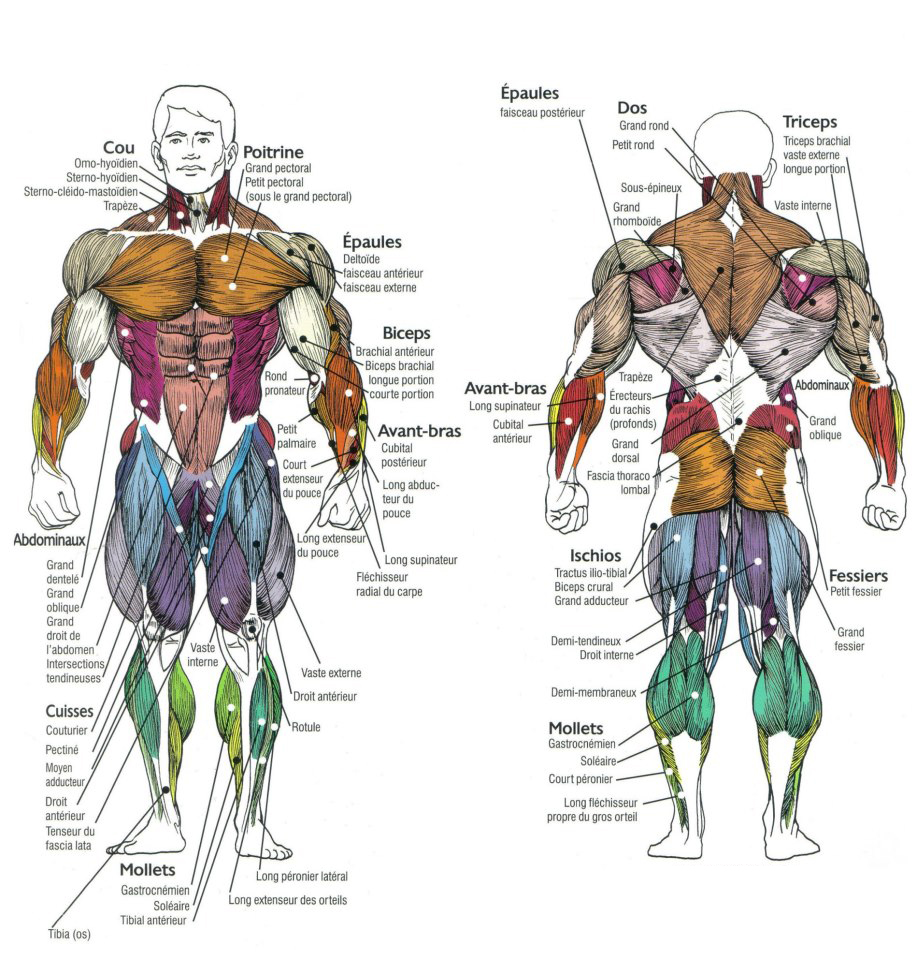 Cou
Omo-hyoïdien
Sterno-hyoïdien
Sterno-cléido-mastoïdien
Trapèze
Poitrine
Grand pectoral
Petit pectoral
(sous le grand pectoral)
Épaules
Deltoïde
faisceau antérieur
faisceau externe
Biceps
Brachial antérieur
Biceps brachial
longue portion
courte portion
Rond
pronateur
Avant-bras
Cubital
postérieur
Petit
palmaire
Court
extenseur
du pouce
Long abduc-
teur du
pouce
Long extenseur
du pouce
Long supinateur
Fléchisseur
radial du carpe
Abdominaux
Grand
dentelé
Grand
oblique
Grand
droit de
l'abdomen
Intersections
tendineuses
Vaste
interne
Vaste externe
Droit antérieur
Rotule
Cuisses
Couturier
Pectiné
Moyen
adducteur
Droit
antérieur
Tenseur du
fascia lata
Mollets
Gastrocnémien
Soléaire
Tibial antérieur
Long péronier latéral
Long extenseur des orteils
Tibia (os)
Épaules
faisceau postérieur
Dos
Grand rond
Petit rond
Triceps
Triceps brachial
vaste externe
longue portion
Vaste interne
Sous-épineux
Grand
rhomboïde
Trapèze
Érecteurs
du rachis
(profonds)
Grand
dorsal
Fascia thoraco
lombal
Avant-bras
Long supinateur
Cubital
antérieur
Abdominaux
Grand
oblique
Ischios
Tractus ilio-tibial
Biceps crural
Grand adducteur
Demi-tendineux
Droit interne
Demi-membraneux
Fessiers
Petit fessier
Grand
fessier
Mollets
Gastrocnémien
Soléaire
Court péronier
Long fléchisseur
propre du gros orteil